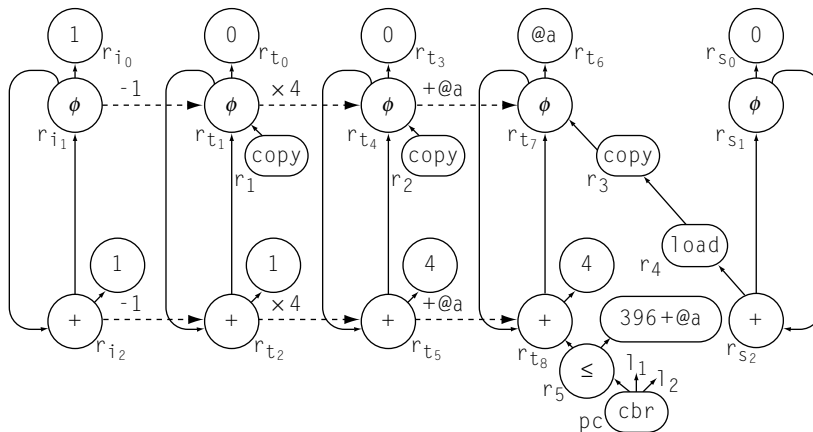 1 0 0 @a 0
r_{i_0} r_{t_0} r_{t_3} r_{t_6} r_{s_0}
-1 ×4 +@a
ϕ ϕ ϕ ϕ ϕ
r_{i_1} r_{t_1} r_{t_4} r_{t_7} r_{s_1}
copy copy copy
r_1 r_2 r_3
load
r_4
1 1 4 4
-1 ×4 +@a 396+@a
+ + + + +
r_{i_2} r_{t_2} r_{t_5} r_{t_8} r_{s_2}
≤ l_1 l_2
r_5
pc cbr